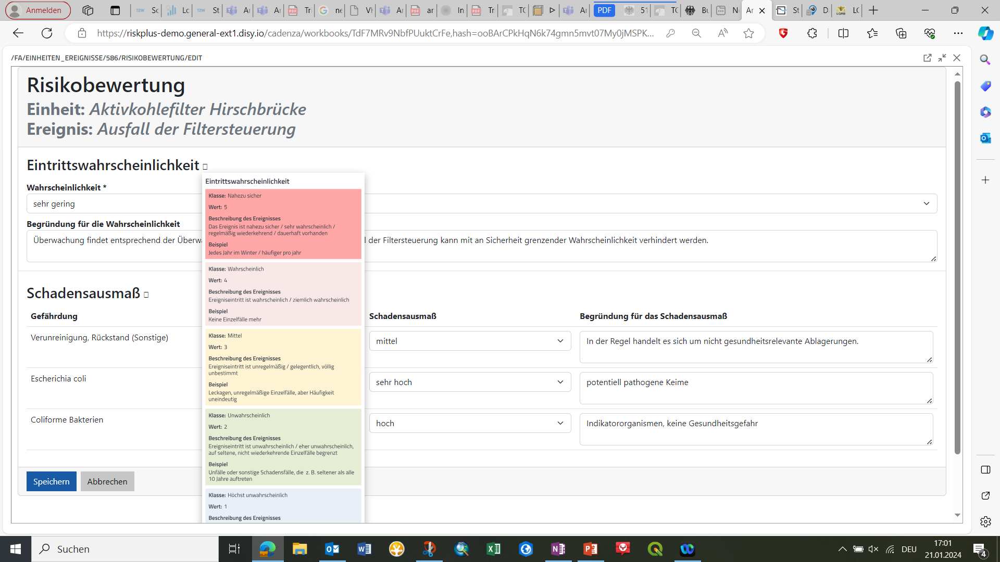 Anmelden
https://riskplus-demo.general-ext1.disy.io/cadenza/workbooks/TdF7MRv9NbfPUuktCrFe,hash=ooBArCPkHqN6k74gmn5mvt07My0jMSPK...
/FA/EINHEITEN_EREIGNISSE/586/RISIKOBEWERTUNG/EDIT
Risikobewertung
Einheit: Aktivkohlefilter Hirschbrücke
Ereignis: Ausfall der Filtersteuerung
Eintrittswahrscheinlichkeit
Wahrscheinlichkeit *
sehr gering
Begründung für die Wahrscheinlichkeit
Überwachung findet entsprechend der Überwa
l der Filtersteuerung kann mit an Sicherheit grenzender Wahrscheinlichkeit verhindert werden.
Eintrittswahrscheinlichkeit
Klasse: Nahezu sicher
Wert: 5
Beschreibung des Ereignisses
Das Ereignis ist nahezu sicher / sehr wahrscheinlich /
regelmäßig wiederkehrend / dauerhaft vorhanden
Beispiel
Jedes Jahr im Winter / häufiger pro jahr
Klasse: Wahrscheinlich
Wert: 4
Beschreibung des Ereignisses
Ereigniseintritt ist wahrscheinlich / ziemlich wahrscheinlich
Beispiel
Keine Einzelfälle mehr
Klasse: Mittel
Wert: 3
Beschreibung des Ereignisses
Ereigniseintritt ist unregelmäßig / gelegentlich, völlig
unbestimmt
Beispiel
Leckagen, unregelmäßige Einzelfälle, aber Häufigkeit
uneindeutig
Klasse: Unwahrscheinlich
Wert: 2
Beschreibung des Ereignisses
Ereigniseintritt ist unwahrscheinlich / eher unwahrscheinlich,
auf seltene, nicht wiederkehrende Einzelfälle begrenzt
Beispiel
Unfälle oder sonstige Schadensfälle, die z. B. seltener als alle
10 Jahre auftreten
Klasse: Höchst unwahrscheinlich
Wert: 1
Beschreibung des Ereignisses
Schadensausmaß
Gefährdung
Schadensausmaß
Begründung für das Schadensausmaß
Verunreinigung, Rückstand (Sonstige)
mittel
In der Regel handelt es sich um nicht gesundheitsrelevante Ablagerungen.
Escherichia coli
sehr hoch
potentiell pathogene Keime
Coliforme Bakterien
hoch
Indikatororganismen, keine Gesundheitsgefahr
Speichern
Abbrechen
Suchen
DEU
17:01
21.01.2024
4